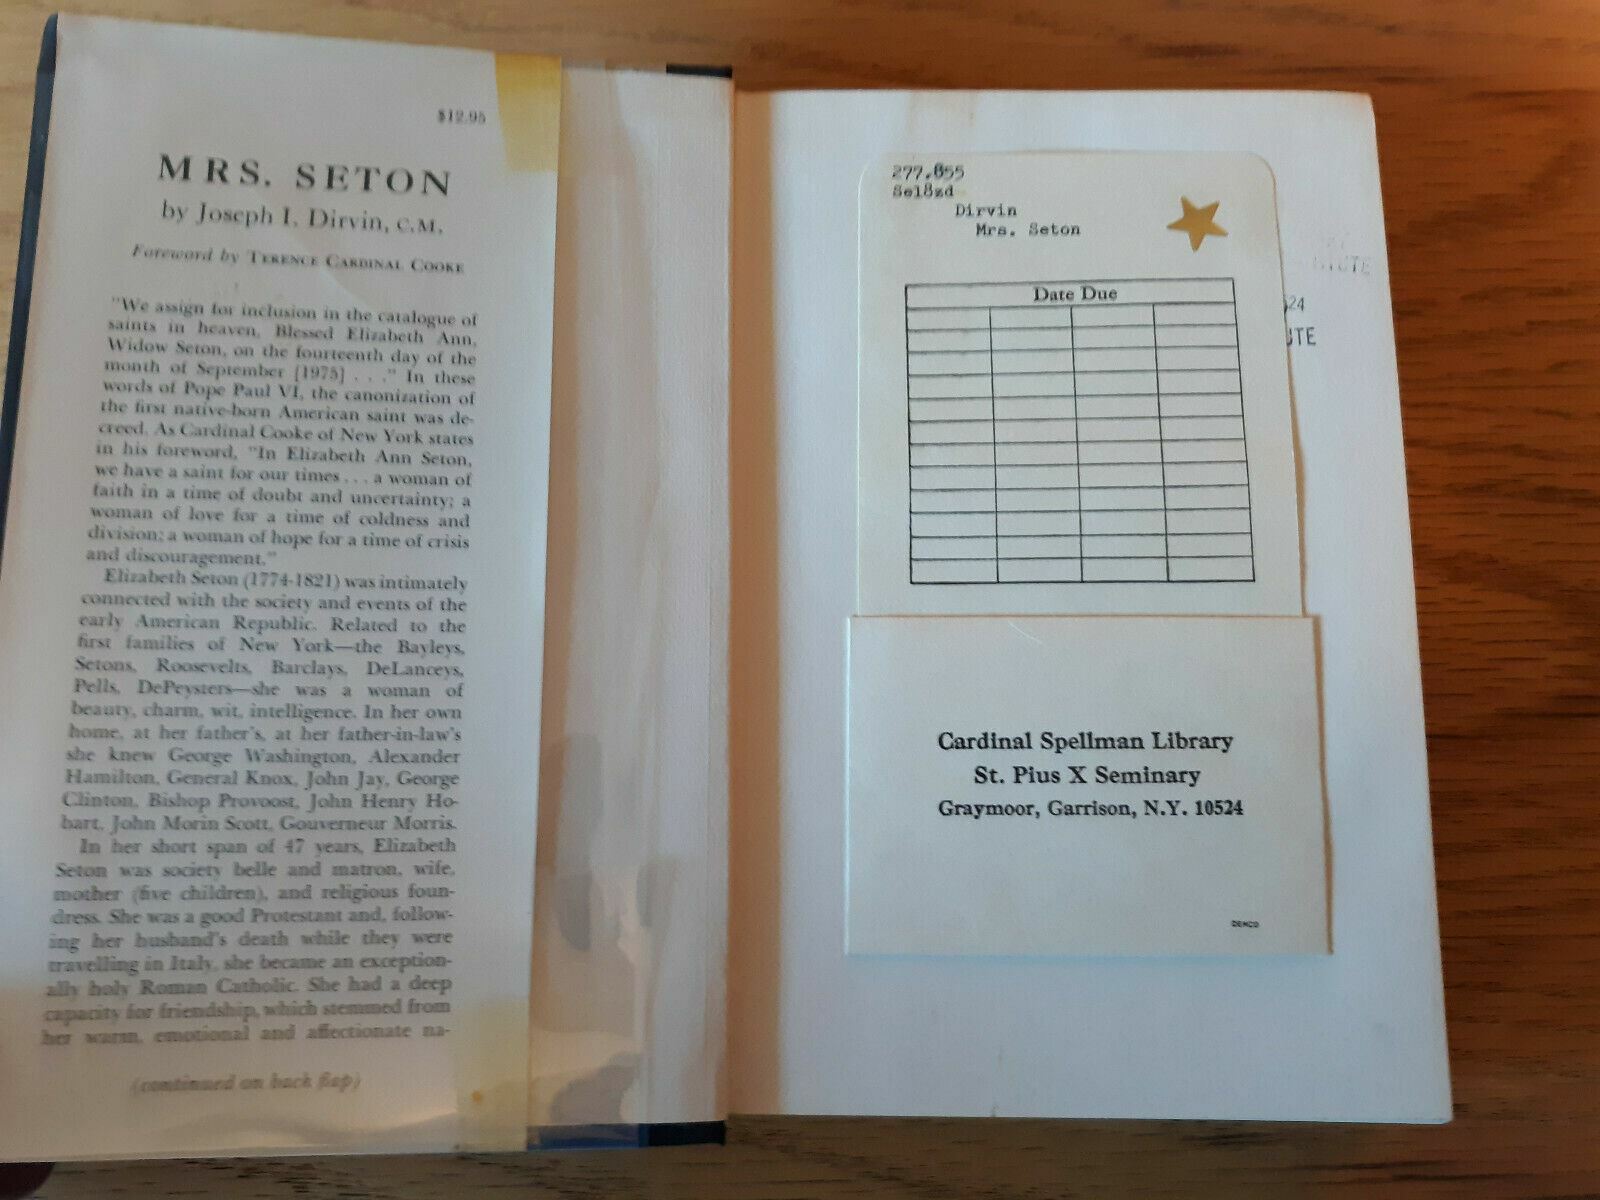 $12.95
MRS. SETON
by Joseph I. Dirvin, C.M.
Foreword by TERENCE CARDINAL COOKE
"We assign for inclusion in the catalogue of
saints in heaven, Blessed Elizabeth Ann,
Widow Seton, on the fourteenth day of the
month of September [1975] . . ." In these
words of Pope Paul VI, the canonization of
the first native-born American saint was de-
creed. As Cardinal Cooke of New York states
in his foreword, "In Elizabeth Ann Seton,
we have a saint for our times . . . a woman of
faith in a time of doubt and uncertainty; a
woman of love for a time of coldness and
division; a woman of hope for a time of crisis
and discouragement."
Elizabeth Seton (1774-1821) was intimately
connected with the society and events of the
early American Republic. Related to the
first families of New York—the Bayleys,
Setons, Roosevelts, Barclays, DeLanceys,
Pells, DePeysters—she was a woman of
beauty, charm, wit, intelligence. In her own
home, at her father's, at her father-in-law's
she knew George Washington, Alexander
Hamilton, General Knox, John Jay, George
Clinton, Bishop Provoost, John Henry Ho-
bart, John Morin Scott, Gouverneur Morris.
In her short span of 47 years, Elizabeth
Seton was society belle and matron, wife,
mother (five children), and religious foun-
dress. She was a good Protestant and, follow-
ing her husband's death while they were
travelling in Italy, she became an exception-
ally holy Roman Catholic. She had a deep
capacity for friendship, which stemmed from
her warm, emotional and affectionate na-
(continued on back flap)
277.055
Se18zd
Dirvin
Mrs. Seton
Date Due
24
UTE
Cardinal Spellman Library
St. Pius X Seminary
Graymoor, Garrison, N.Y. 10524
DEMCO